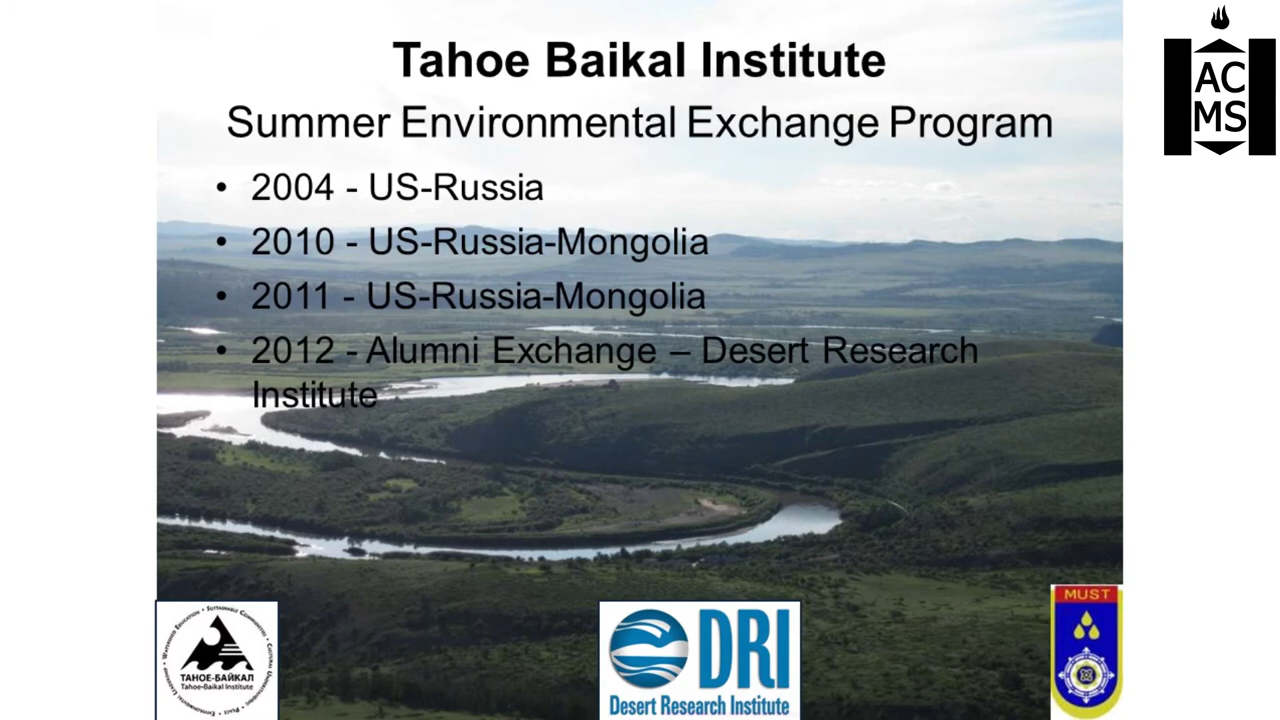 Tahoe Baikal Institute
Summer Environmental Exchange Program
• 2004 - US-Russia
• 2010 - US-Russia-Mongolia
• 2011 - US-Russia-Mongolia
• 2012 - Alumni Exchange – Desert Research
Institute
AC
MS
ТАНОЕ-БАЙКАЛ
Tahoe-Baikal Institute
DRI
Desert Research Institute
MUST